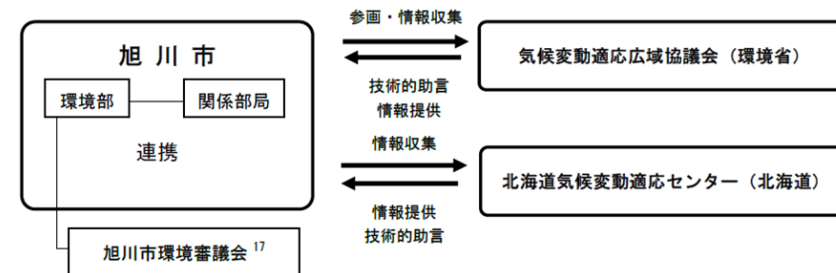 参画・情報収集
旭川市
気候変動適応広域協議会（環境省）
環境部
関係部局
技術的助言
情報提供
連携
情報収集
北海道気候変動適応センター（北海道）
情報提供
技術的助言
旭川市環境審議会17